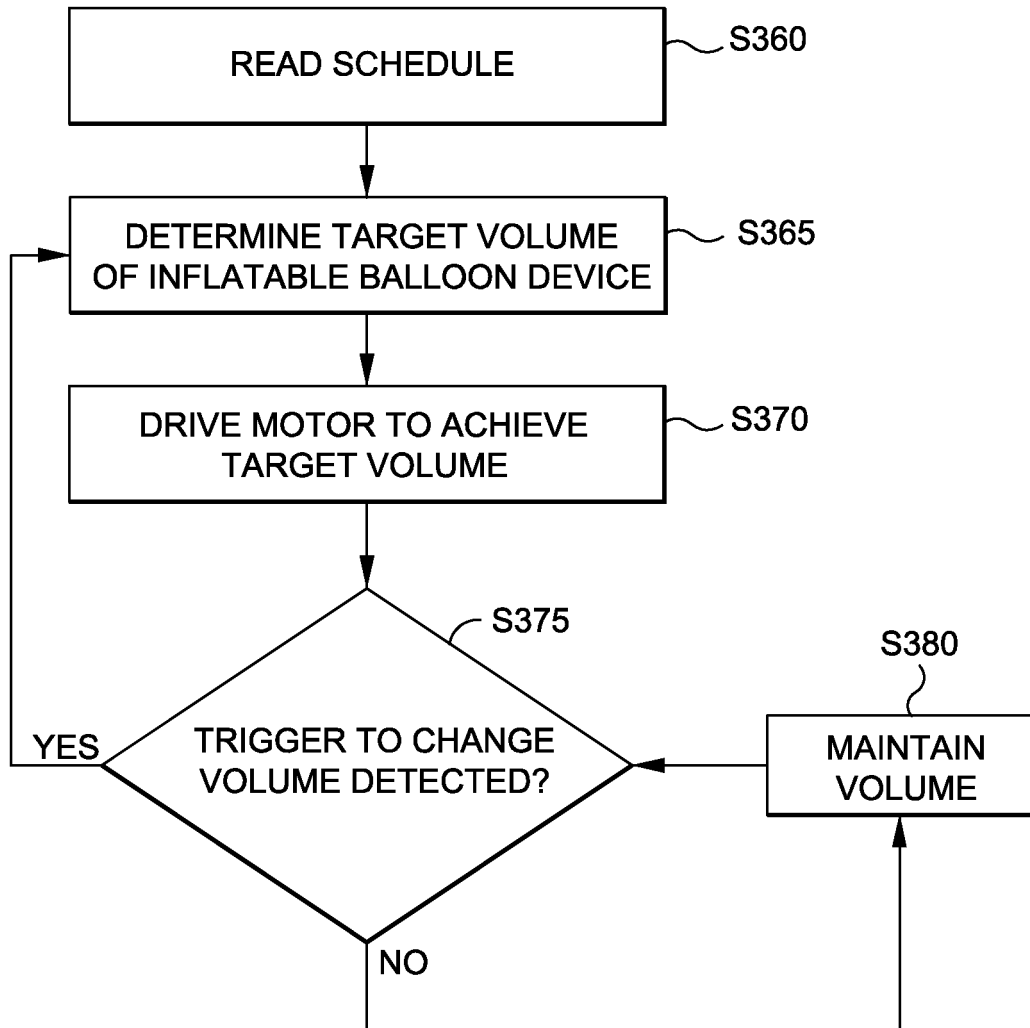 READ SCHEDULE
S360
DETERMINE TARGET VOLUME
OF INFLATABLE BALLOON DEVICE
S365
DRIVE MOTOR TO ACHIEVE
TARGET VOLUME
S370
S375
TRIGGER TO CHANGE
VOLUME DETECTED?
YES
NO
S380
MAINTAIN
VOLUME